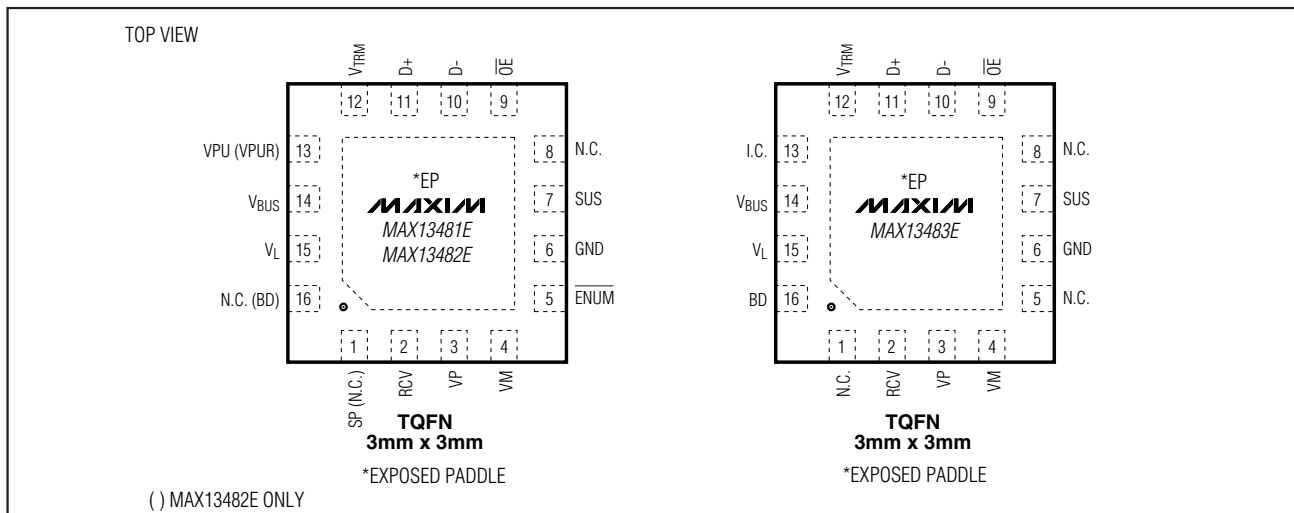 TOP VIEW
VTRM D+ D- OE
12 11 10 9
VPU (VPUR) 13
VBUS 14
VL 15
N.C. (BD) 16
*EP
MAXIM
MAX13481E
MAX13482E
8 N.C.
7 SUS
6 GND
5 ENUM
1 2 3 4
SP (N.C.) RCV VP VM
TQFN
3mm x 3mm
*EXPOSED PADDLE
( ) MAX13482E ONLY
VTRM D+ D- OE
12 11 10 9
I.C. 13
VBUS 14
VL 15
BD 16
*EP
MAXIM
MAX13483E
8 N.C.
7 SUS
6 GND
5 N.C.
1 2 3 4
N.C. RCV VP VM
TQFN
3mm x 3mm
*EXPOSED PADDLE